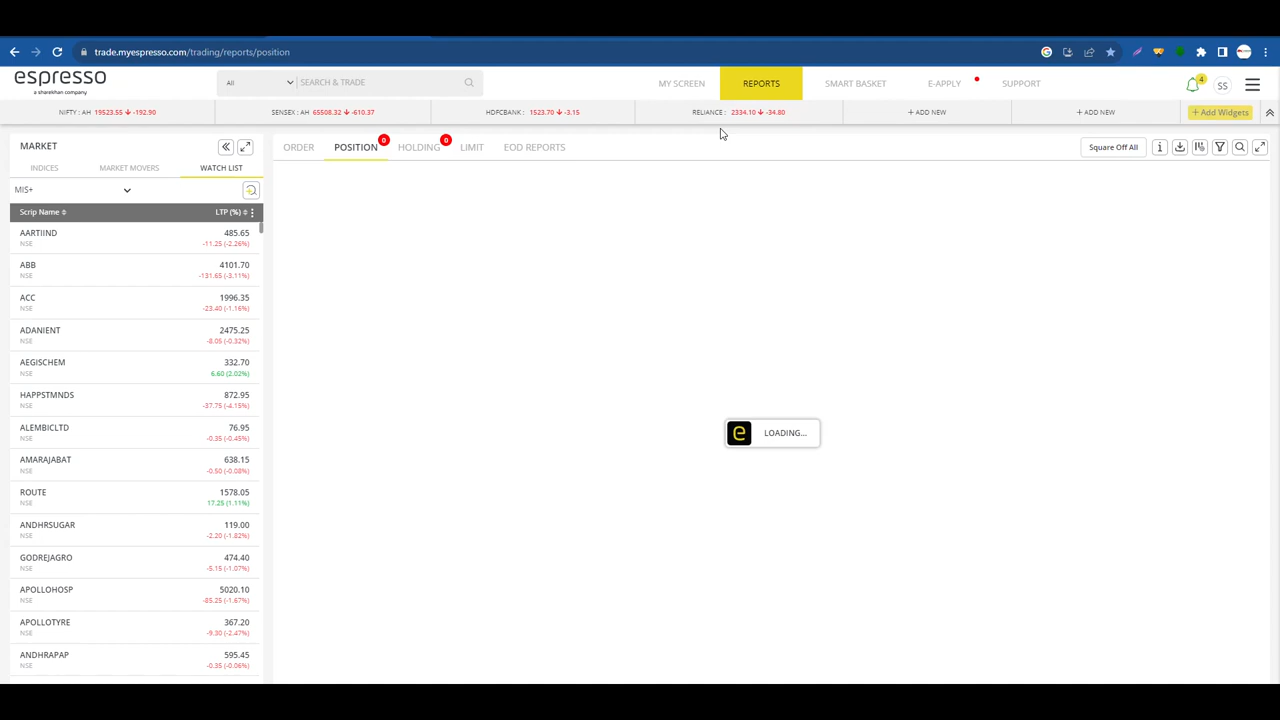 trade.myespresso.com/trading/reports/position
espresso
a sharekhan company
All
SEARCH & TRADE
MY SCREEN
REPORTS
SMART BASKET
E-APPLY
SUPPORT
4
SS
NIFTY : AH 19523.55 -192.90
SENSEX : AH 65508.32 -610.37
HDFCBANK : 1523.70 -3.15
RELIANCE : 2334.10 -34.80
+ ADD NEW
+ ADD NEW
+ Add Widgets
MARKET
INDICES
MARKET MOVERS
WATCH LIST
MIS+
Scrip Name
LTP (%)
AARTIIND 485.65
NSE -11.25 (-2.26%)
ABB 4101.70
NSE -131.65 (-3.11%)
ACC 1996.35
NSE -23.40 (-1.16%)
ADANIENT 2475.25
NSE -8.05 (-0.32%)
AEGISCHEM 332.70
NSE 6.60 (2.02%)
HAPPSTMNDS 872.95
NSE -37.75 (-4.15%)
ALEMBICLTD 76.95
NSE -0.35 (-0.45%)
AMARAJABAT 638.15
NSE -0.50 (-0.08%)
ROUTE 1578.05
NSE 17.25 (1.11%)
ANDHRSUGAR 119.00
NSE -2.20 (-1.82%)
GODREJAGRO 474.40
NSE -5.15 (-1.07%)
APOLLOHOSP 5020.10
NSE -85.25 (-1.67%)
APOLLOTYRE 367.20
NSE -9.30 (-2.47%)
ANDHRAPAP 595.45
NSE -0.35 (-0.06%)
ORDER
POSITION 0
HOLDING 0
LIMIT
EOD REPORTS
Square Off All
e LOADING...